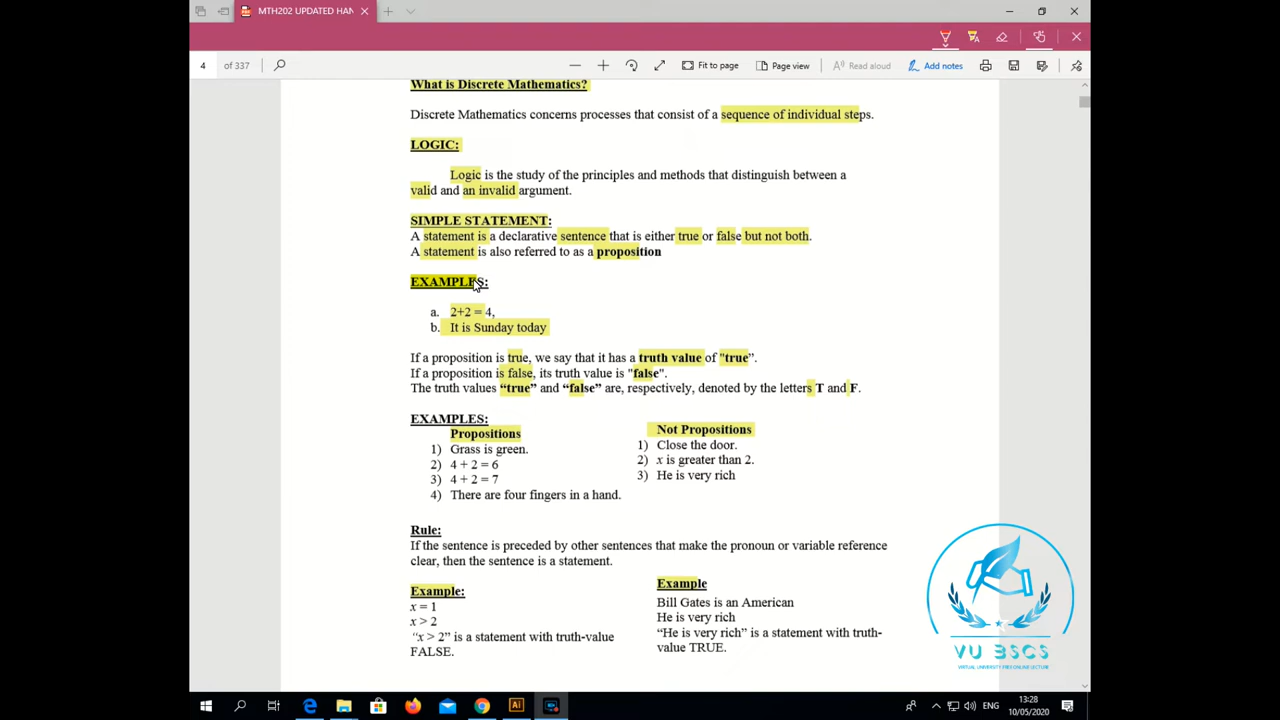 MTH202 UPDATED HAN
4 of 337
Fit to page
Page view
Read aloud
Add notes
What is Discrete Mathematics?
Discrete Mathematics concerns processes that consist of a sequence of individual steps.
LOGIC:
Logic is the study of the principles and methods that distinguish between a
valid and an invalid argument.
SIMPLE STATEMENT:
A statement is a declarative sentence that is either true or false but not both.
A statement is also referred to as a proposition
EXAMPLES:
a. 2+2 = 4,
b. It is Sunday today
If a proposition is true, we say that it has a truth value of "true”.
If a proposition is false, its truth value is "false".
The truth values “true” and “false” are, respectively, denoted by the letters T and F.
EXAMPLES:
Propositions
1) Grass is green.
2) 4 + 2 = 6
3) 4 + 2 = 7
4) There are four fingers in a hand.
Not Propositions
1) Close the door.
2) x is greater than 2.
3) He is very rich
Rule:
If the sentence is preceded by other sentences that make the pronoun or variable reference
clear, then the sentence is a statement.
Example:
x = 1
x > 2
“x > 2” is a statement with truth-value
FALSE.
Example
Bill Gates is an American
He is very rich
“He is very rich” is a statement with truth-
value TRUE.
VU BSCS
VIRTUAL UNIVERSITY FREE ONLINE LECTURE
Ai
ENG
13:28
10/05/2020